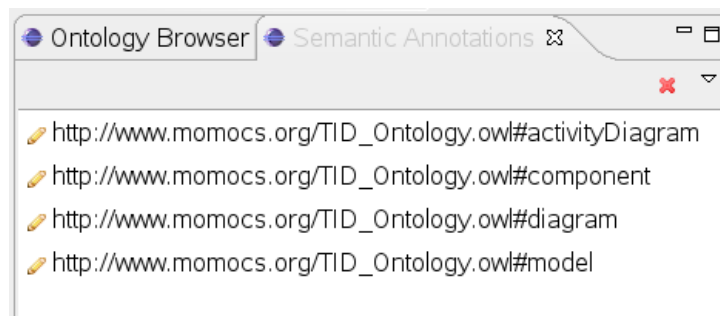 Ontology Browser Semantic Annotations
http://www.momocs.org/TID_Ontology.owl#activityDiagram
http://www.momocs.org/TID_Ontology.owl#component
http://www.momocs.org/TID_Ontology.owl#diagram
http://www.momocs.org/TID_Ontology.owl#model